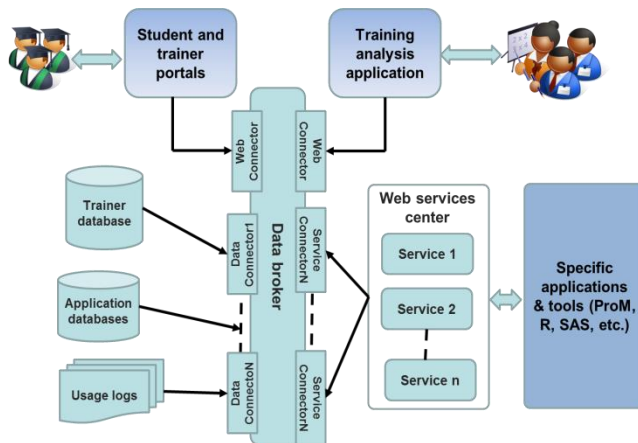 Student and
trainer
portals
Training
analysis
application
Web
Connector
Web
Connector
Trainer
database
Data
Connector1
Service
ConnectorN
Data broker
Web services
center
Service 1
Service 2
Service n
Specific
applications
& tools (ProM,
R, SAS, etc.)
Application
databases
Usage logs
Data
ConnectoN
Service
ConnectorN